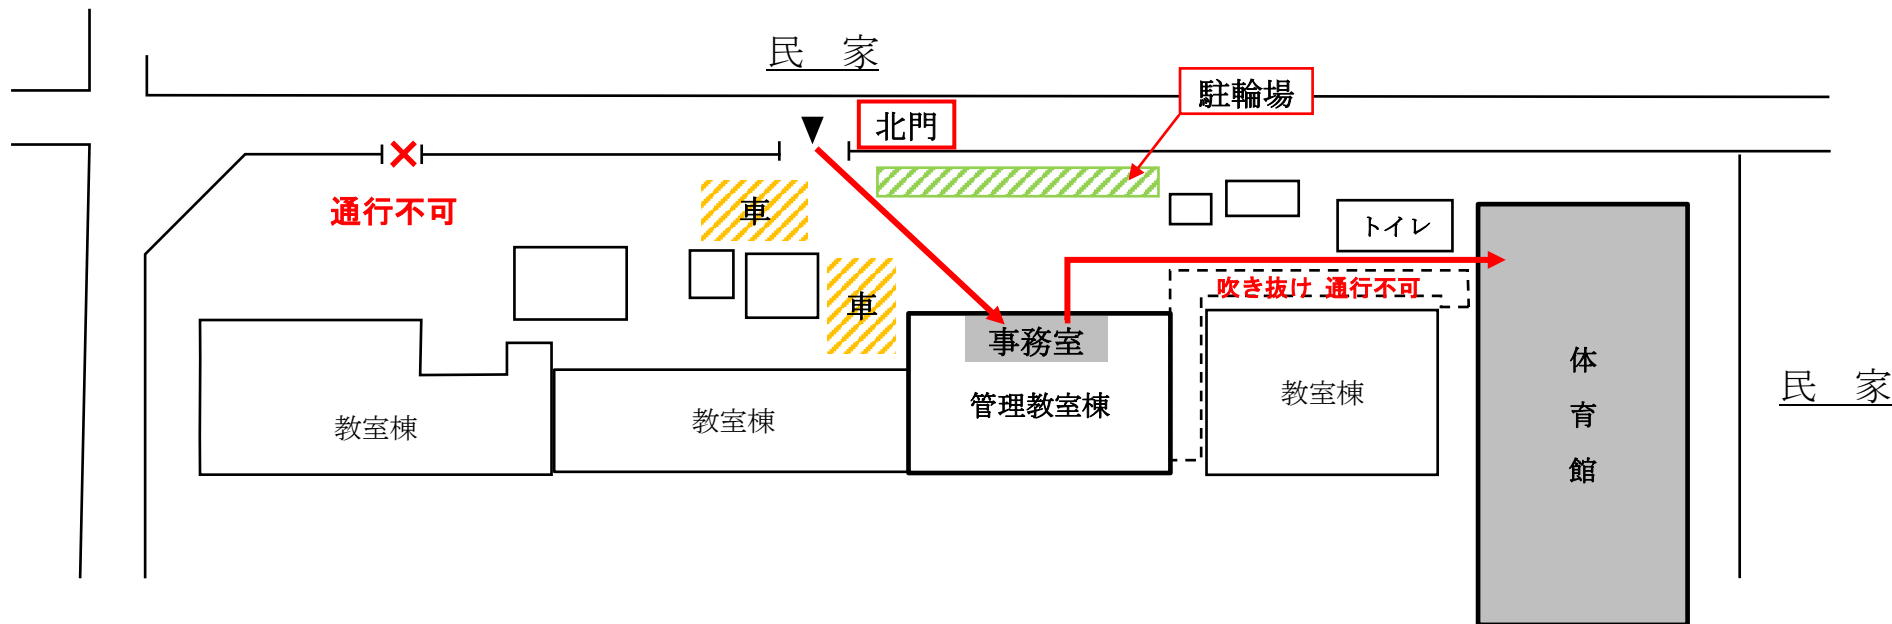 民　家
駐輪場
北門
通行不可
車
トイレ
車
吹き抜け 通行不可
事務室
体育館
民　家
教室棟
管理教室棟
教室棟
教室棟